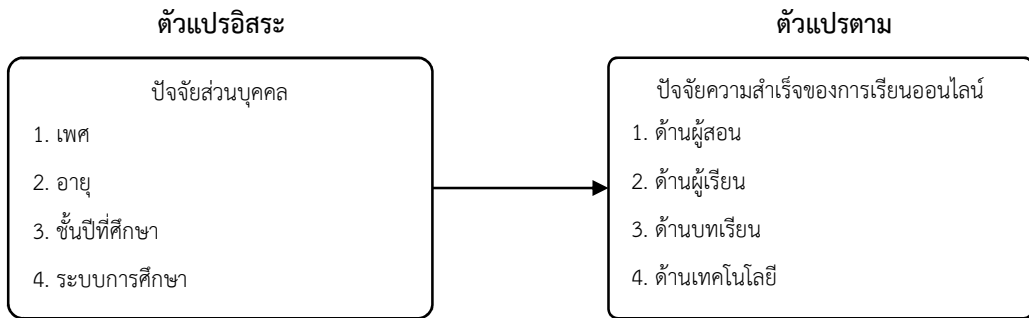 ตัวแปรอิสระ
ปัจจัยส่วนบุคคล
1. เพศ
2. อายุ
3. ชั้นปีที่ศึกษา
4. ระบบการศึกษา
ตัวแปรตาม
ปัจจัยความสำเร็จของการเรียนออนไลน์
1. ด้านผู้สอน
2. ด้านผู้เรียน
3. ด้านบทเรียน
4. ด้านเทคโนโลยี